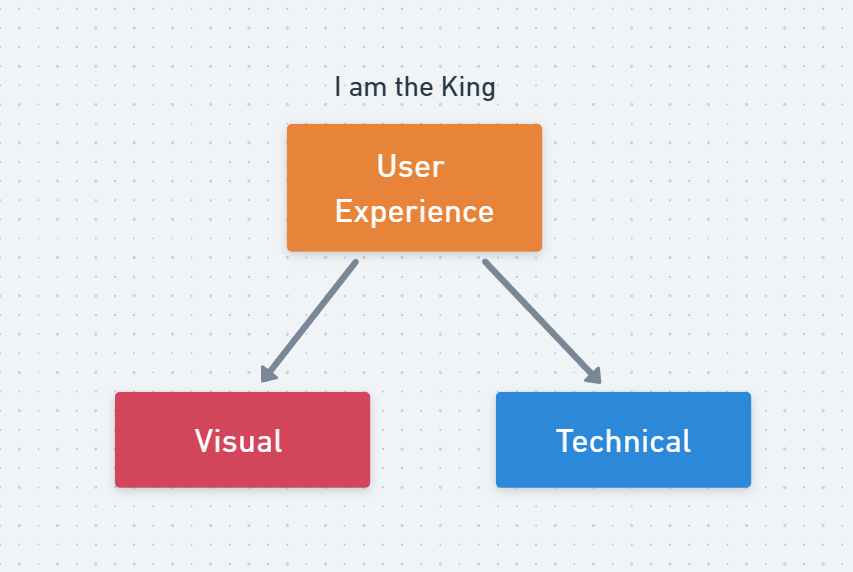 I am the King
User
Experience
Visual
Technical